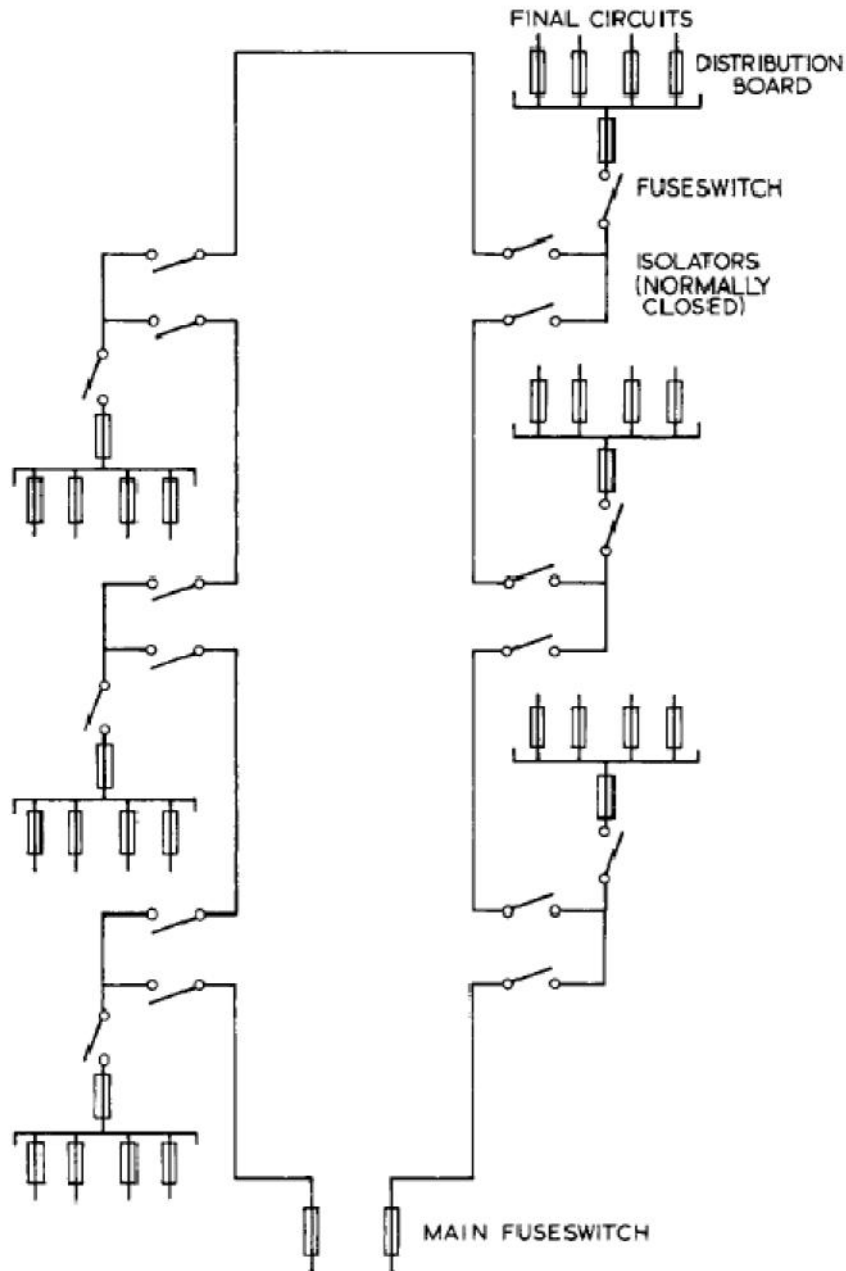 FINAL CIRCUITS
DISTRIBUTION
BOARD
FUSESWITCH
ISOLATORS
(NORMALLY
CLOSED)
MAIN FUSESWITCH